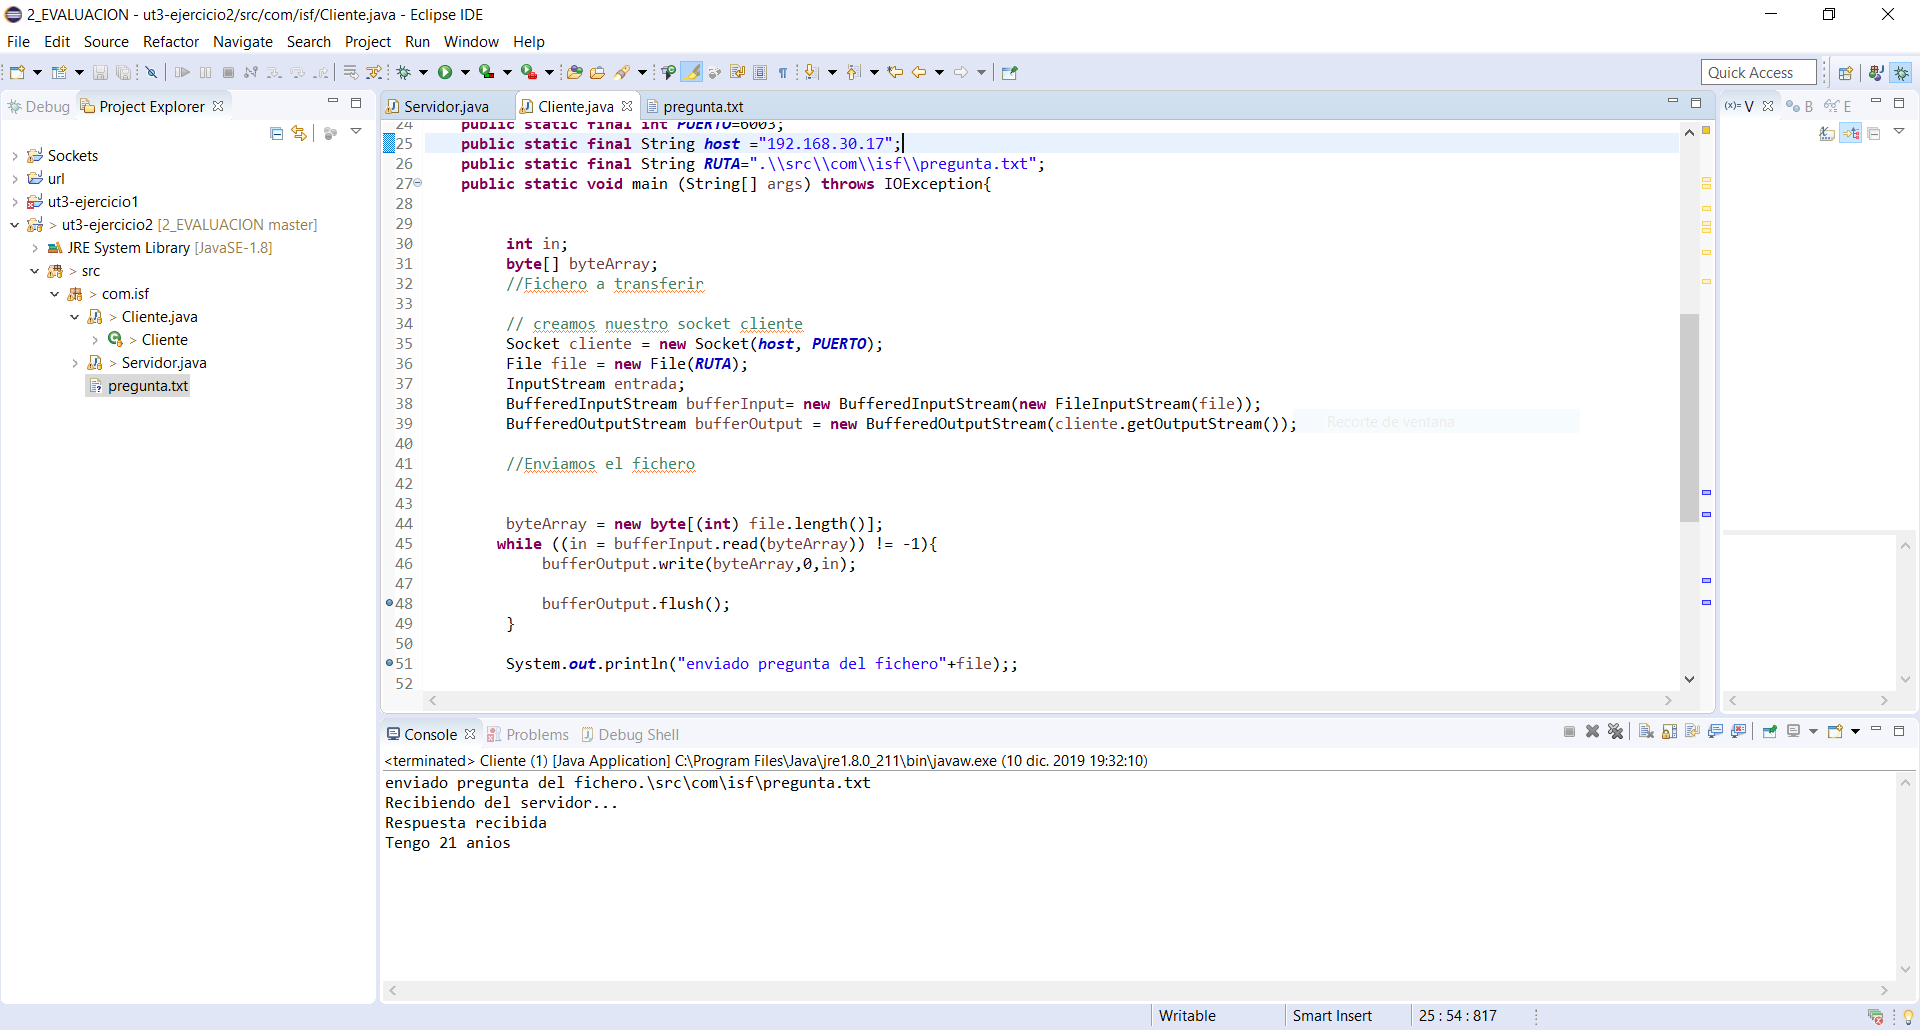 2_EVALUACION - ut3-ejercicio2/src/com/isf/Cliente.java - Eclipse IDE
File Edit Source Refactor Navigate Search Project Run Window Help
Quick Access
Debug Project Explorer
Servidor.java Cliente.java pregunta.txt
(x)= V B E
Sockets
url
ut3-ejercicio1
> ut3-ejercicio2 [2_EVALUACION master]
JRE System Library [JavaSE-1.8]
> src
> com.isf
> Cliente.java
> Cliente
> Servidor.java
pregunta.txt
24 public static final int PUERTO=6003;
25 public static final String host ="192.168.30.17";
26 public static final String RUTA=".\\src\\com\\isf\\pregunta.txt";
27 public static void main (String[] args) throws IOException{
28
29
30 int in;
31 byte[] byteArray;
32 //Fichero a transferir
33
34 // creamos nuestro socket cliente
35 Socket cliente = new Socket(host, PUERTO);
36 File file = new File(RUTA);
37 InputStream entrada;
38 BufferedInputStream bufferInput= new BufferedInputStream(new FileInputStream(file));
39 BufferedOutputStream bufferOutput = new BufferedOutputStream(cliente.getOutputStream());
Recorte de ventana
40
41 //Enviamos el fichero
42
43
44 byteArray = new byte[(int) file.length()];
45 while ((in = bufferInput.read(byteArray)) != -1){
46 bufferOutput.write(byteArray,0,in);
47
48 bufferOutput.flush();
49 }
50
51 System.out.println("enviado pregunta del fichero"+file);;
52
Console Problems Debug Shell
<terminated> Cliente (1) [Java Application] C:\Program Files\Java\jre1.8.0_211\bin\javaw.exe (10 dic. 2019 19:32:10)
enviado pregunta del fichero.\src\com\isf\pregunta.txt
Recibiendo del servidor...
Respuesta recibida
Tengo 21 anios
Writable Smart Insert 25 : 54 : 817